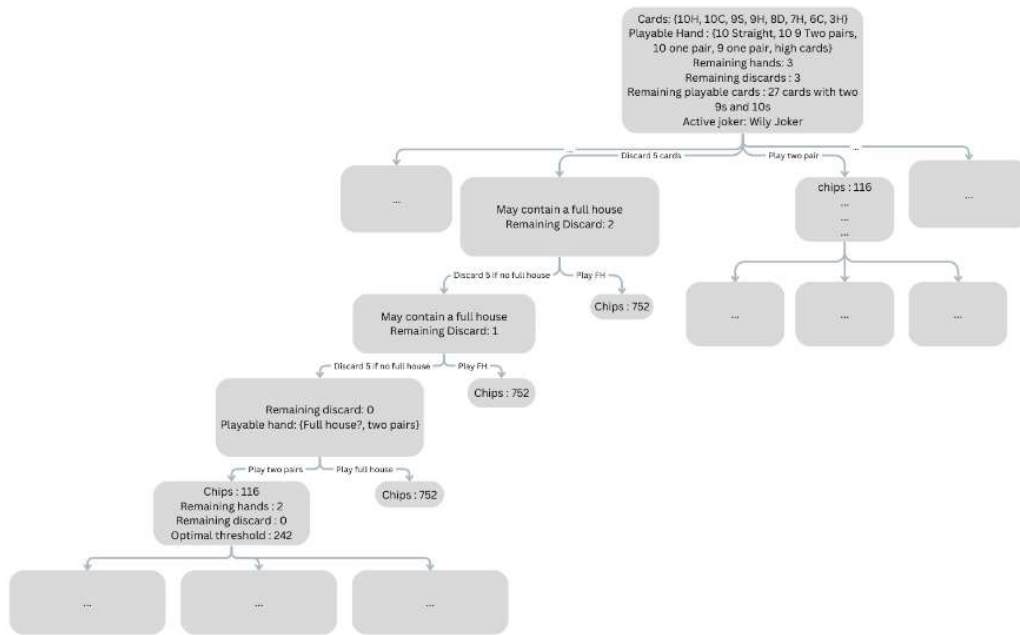 Cards: {10H, 10C, 9S, 9H, 8D, 7H, 6C, 3H}
Playable Hand : {10 Straight, 10 9 Two pairs,
10 one pair, 9 one pair, high cards}
Remaining hands: 3
Remaining discards: 3
Remaining playable cards : 27 cards with two
9s and 10s
Active joker: Wily Joker
...
Discard 5 cards
Play two pair
...
...
May contain a full house
Remaining Discard: 2
chips : 116
...
...
...
...
Discard 5 if no full house
Play FH
May contain a full house
Remaining Discard: 1
Chips : 752
...
...
...
Discard 5 if no full house
Play FH
Remaining discard: 0
Playable hand: {Full house?, two pairs}
Chips : 752
Play two pairs
Play full house
Chips : 116
Remaining hands : 2
Remaining discard : 0
Optimal threshold : 242
Chips : 752
...
...
...